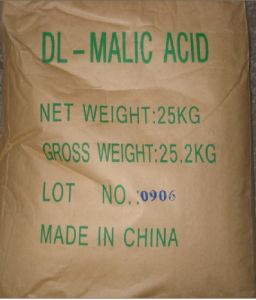 DL - MALIC ACID
NET WEIGHT:25KG
GROSS WEIGHT:25.2KG
LOT NO.:0906
MADE IN CHINA